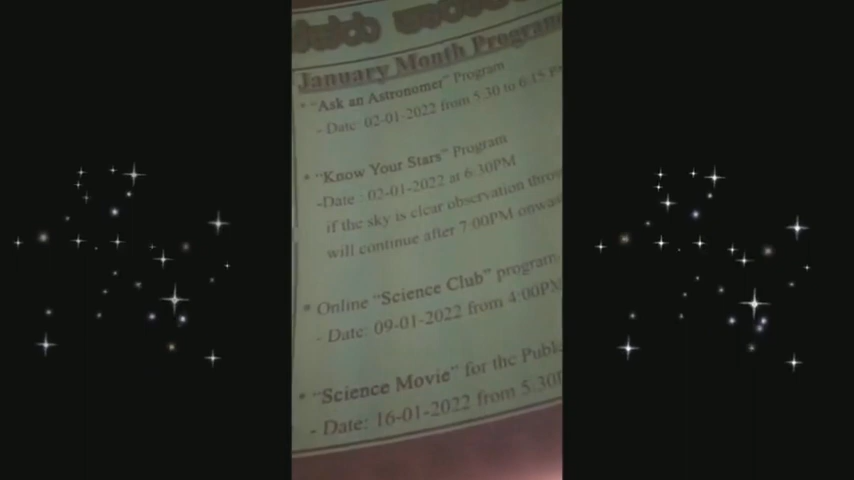 January Month Program
* "Ask an Astronomer" Program
- Date: 02-01-2022 from 5.30 to 6:15
* "Know Your Stars" Program
-Date : 02-01-2022 at 6.30PM
if the sky is clear observation
will continue after 7:00PM
* Online "Science Club" program
- Date: 09-01-2022 from 4:00PM
* "Science Movie" for the
- Date: 16-01-2022 from 5.30